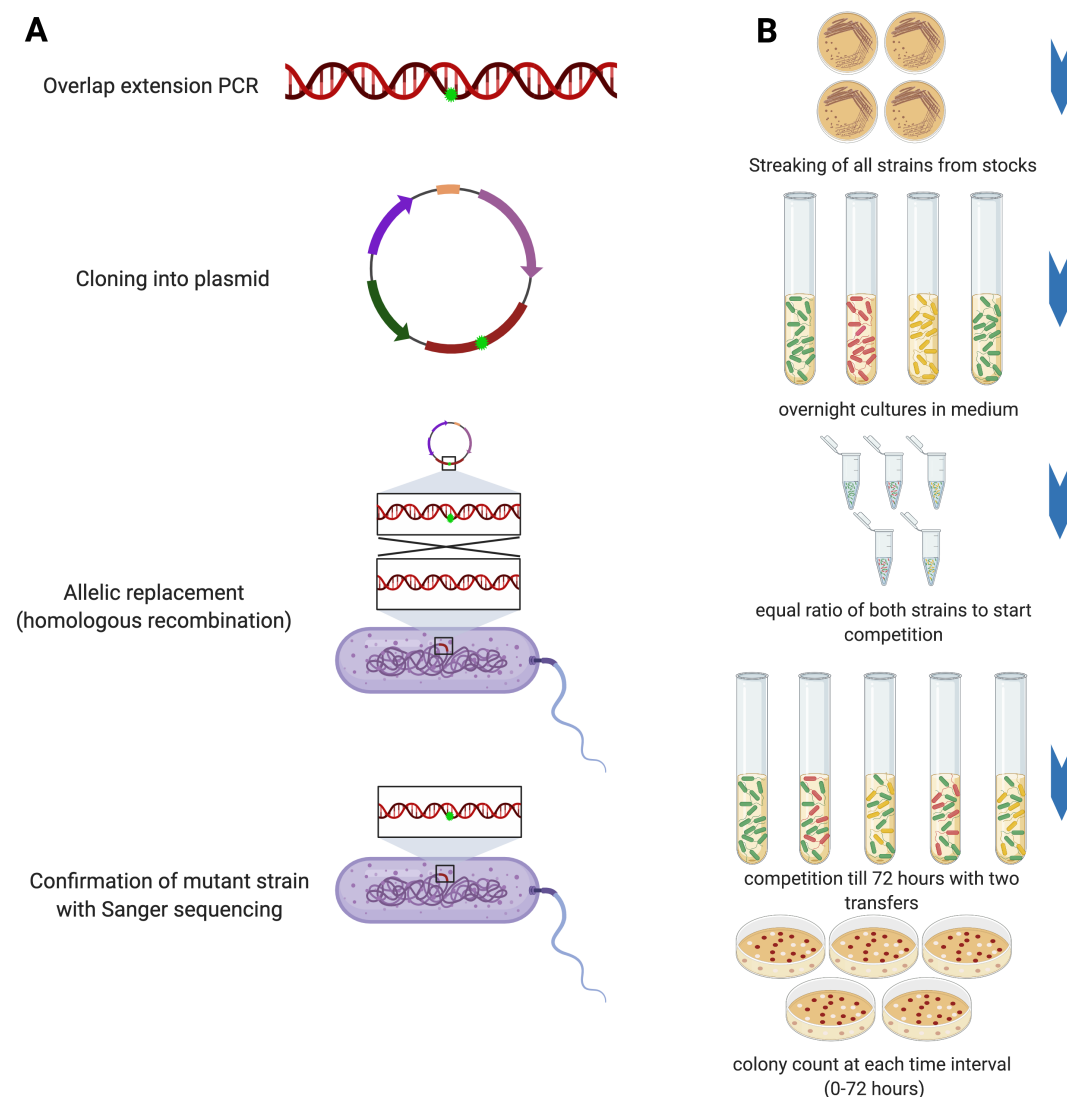 A
Overlap extension PCR
Cloning into plasmid
Allelic replacement
(homologous recombination)
Confirmation of mutant strain
with Sanger sequencing
B
Streaking of all strains from stocks
overnight cultures in medium
equal ratio of both strains to start
competition
competition till 72 hours with two
transfers
colony count at each time interval
(0-72 hours)